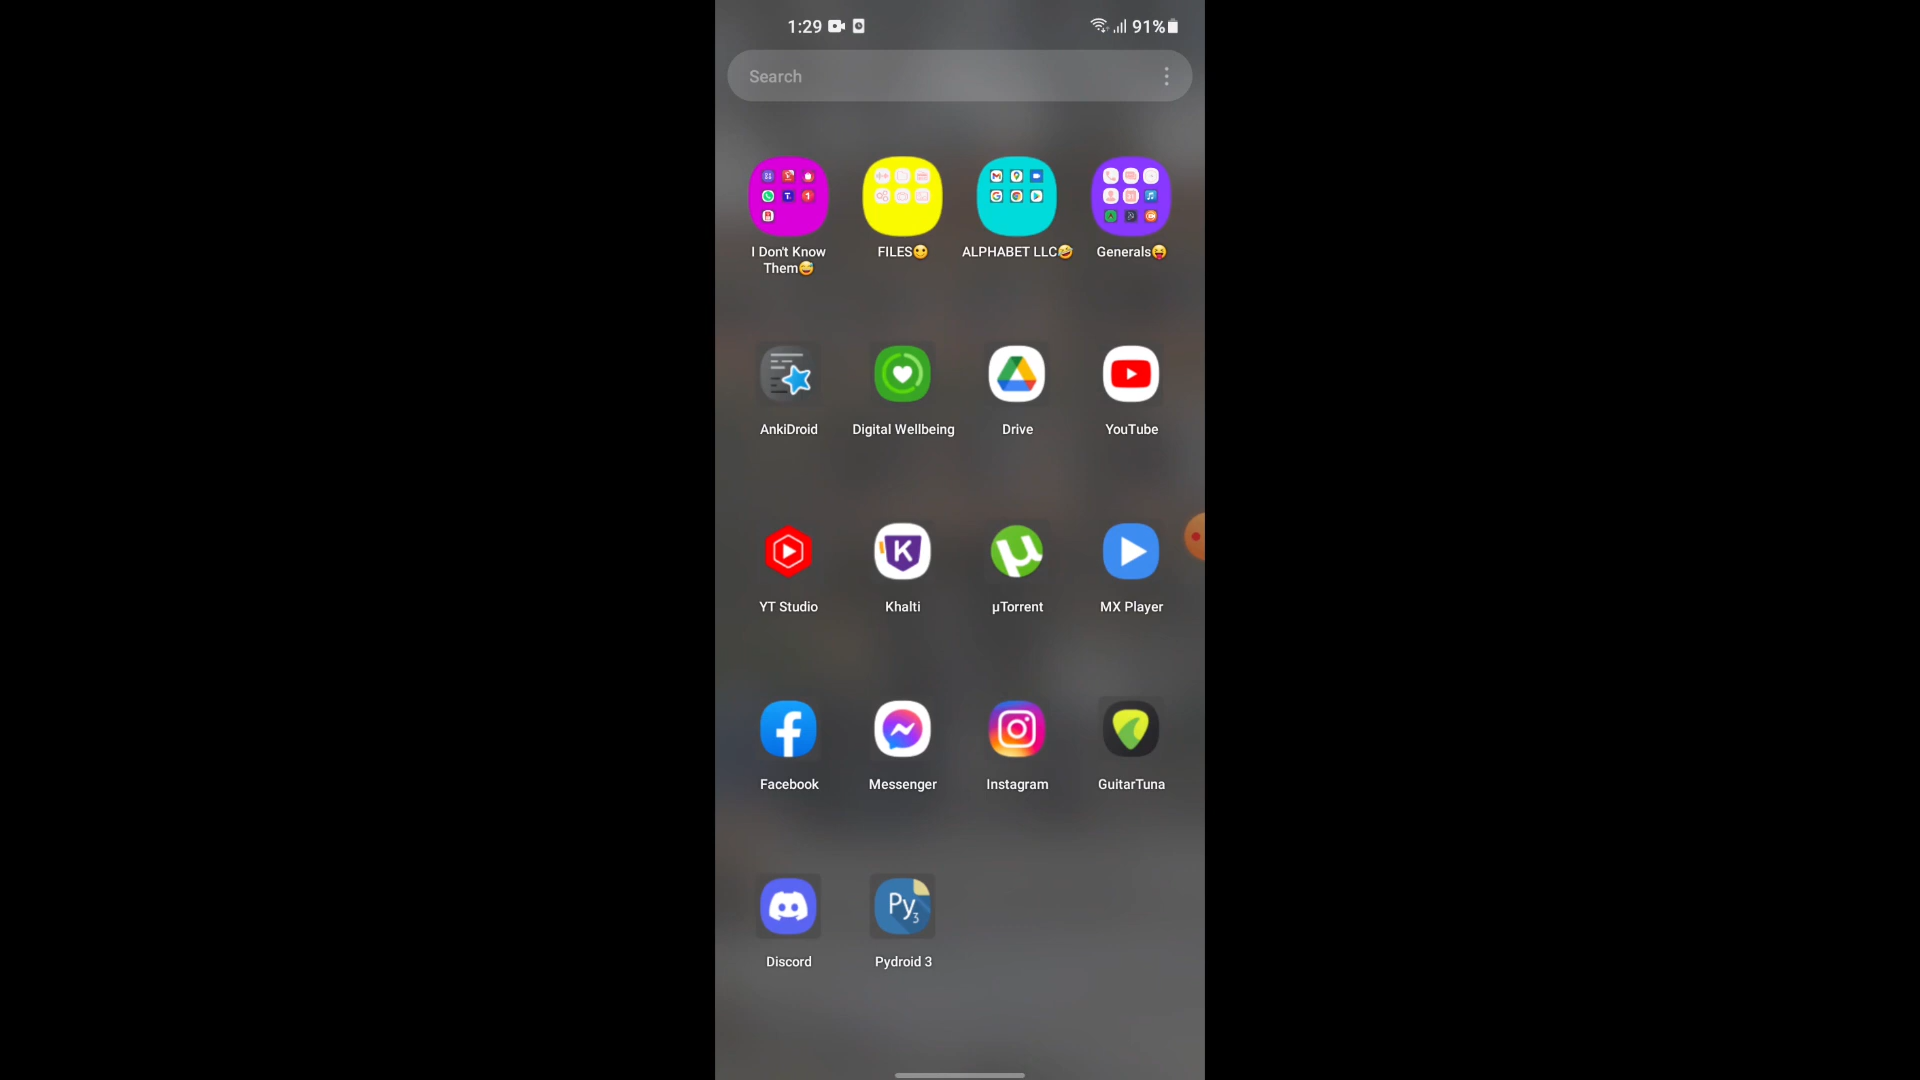 1:29
91%
Search
I Don't Know
Them😅
FILES🙂
ALPHABET LLC🤣
Generals😝
AnkiDroid
Digital Wellbeing
Drive
YouTube
YT Studio
Khalti
µTorrent
MX Player
Facebook
Messenger
Instagram
GuitarTuna
Py3
Discord
Pydroid 3